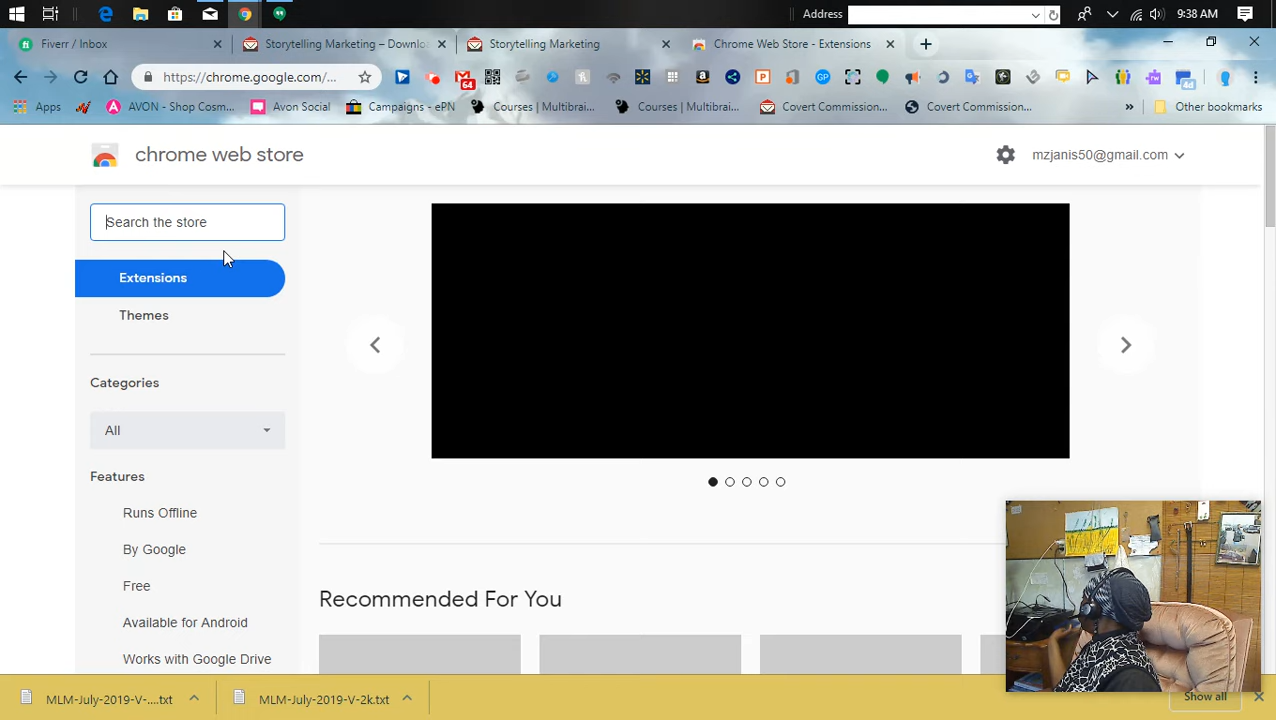 Address
9:38 AM
Fiverr / Inbox
Storytelling Marketing – Downlo
Storytelling Marketing
Chrome Web Store - Extensions
https://chrome.google.com/...
64
4d
Apps
AVON - Shop Cosm...
Avon Social
Campaigns - ePN
Courses | Multibrai...
Courses | Multibrai...
Covert Commission...
Covert Commission...
Other bookmarks
chrome web store
mzjanis50@gmail.com
Search the store
Extensions
Themes
Categories
All
Features
Runs Offline
By Google
Free
Available for Android
Works with Google Drive
Recommended For You
MLM-July-2019-V-....txt
MLM-July-2019-V-2k.txt
Show all